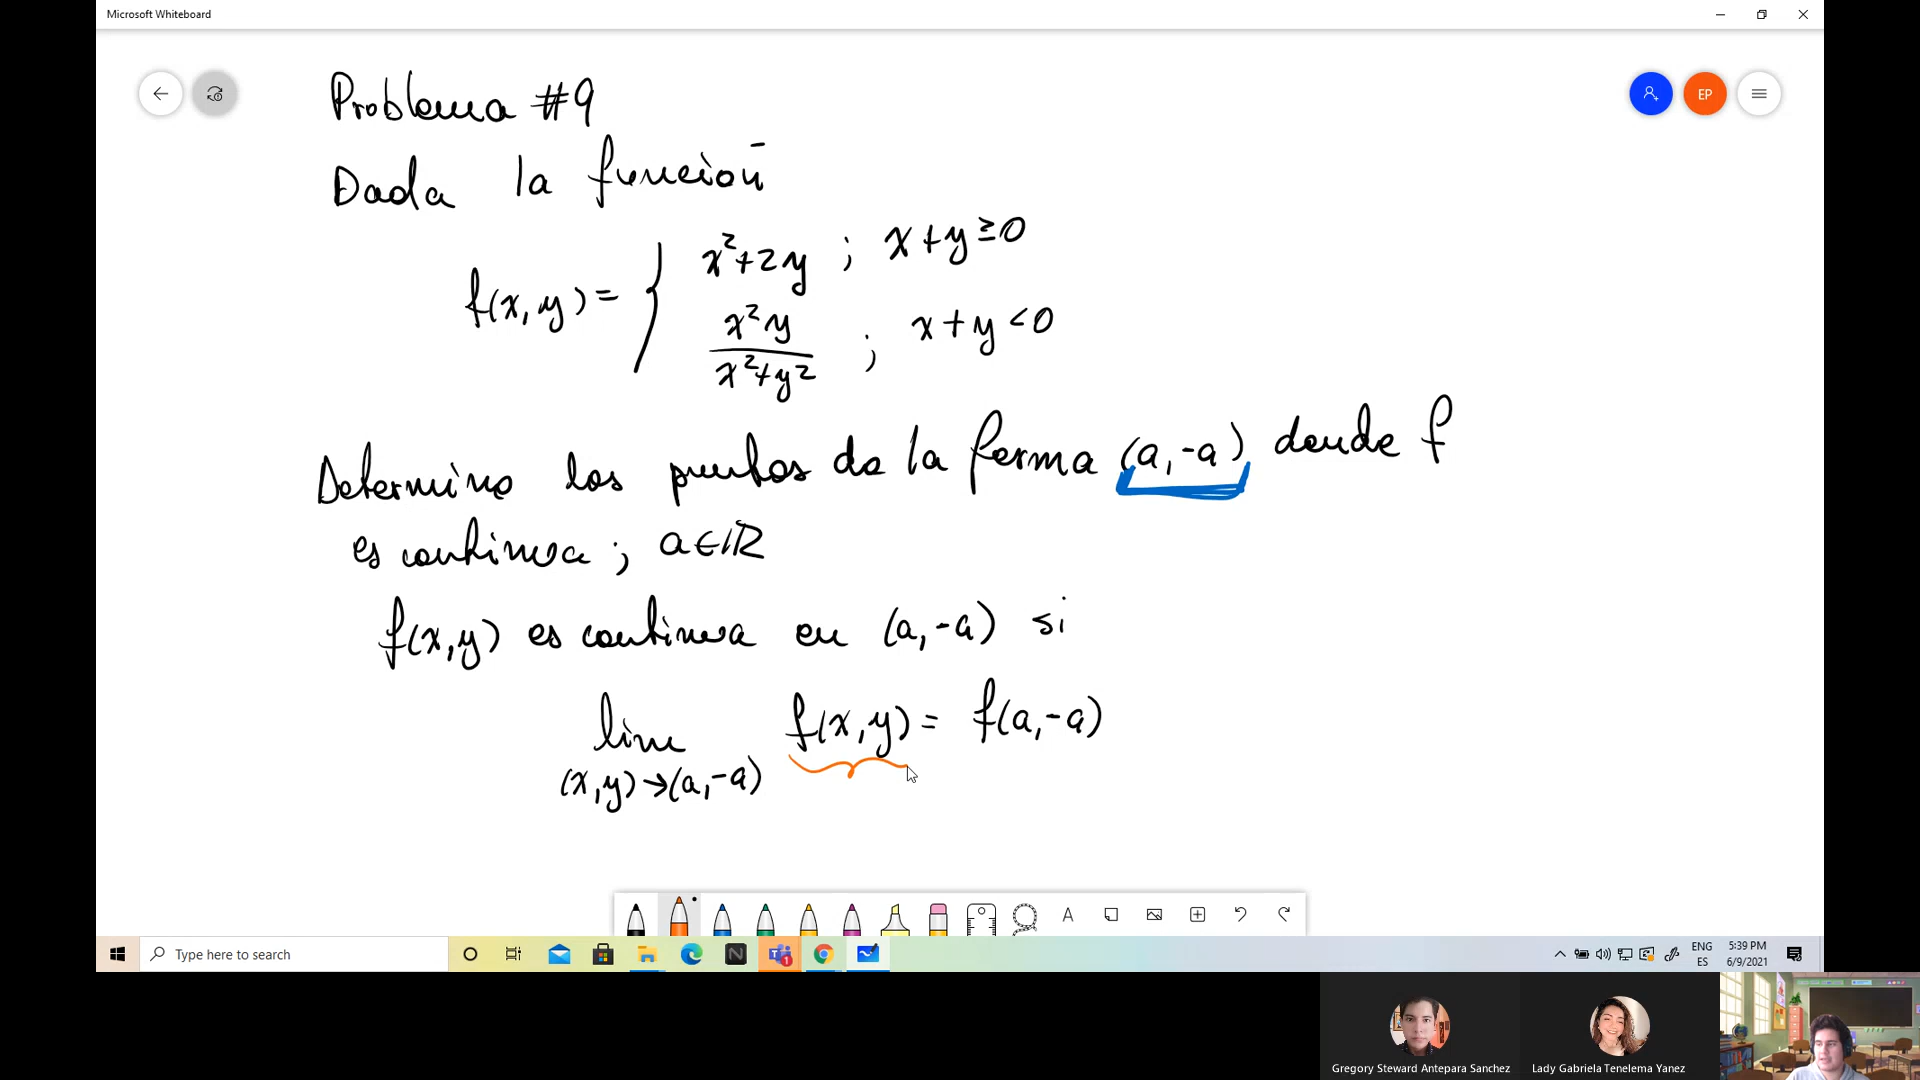 Microsoft Whiteboard
EP
Problema #9
Dada la función
f(x,y) = { x²+2y ; x+y ≥ 0
x²y / x²+y² ; x+y < 0
Determine los puntos de la forma (a,-a) donde f
es continua ; a∈ℝ
f(x,y) es continua en (a,-a) si
lim f(x,y) = f(a,-a)
(x,y)→(a,-a)
A
Type here to search
N
1
ENG
ES
5:39 PM
6/9/2021
Gregory Steward Antepara Sanchez
Lady Gabriela Tenelema Yanez